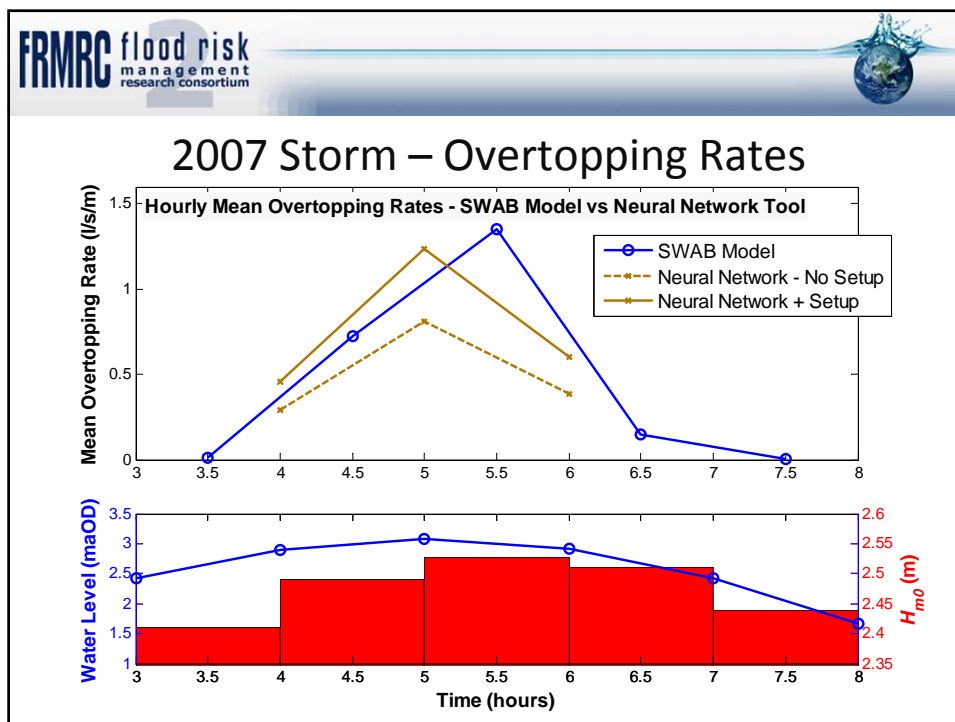 FRMRC flood risk
management
research consortium
2
2007 Storm – Overtopping Rates
Hourly Mean Overtopping Rates - SWAB Model vs Neural Network Tool
Mean Overtopping Rate (l/s/m)
1.5
1
0.5
0
SWAB Model
Neural Network - No Setup
Neural Network + Setup
3 3.5 4 4.5 5 5.5 6 6.5 7 7.5 8
Water Level (maOD)
3.5
3
2.5
2
1.5
1
2.6
2.55
2.5
2.45
2.4
2.35
Hm0 (m)
3 3.5 4 4.5 5 5.5 6 6.5 7 7.5 8
Time (hours)